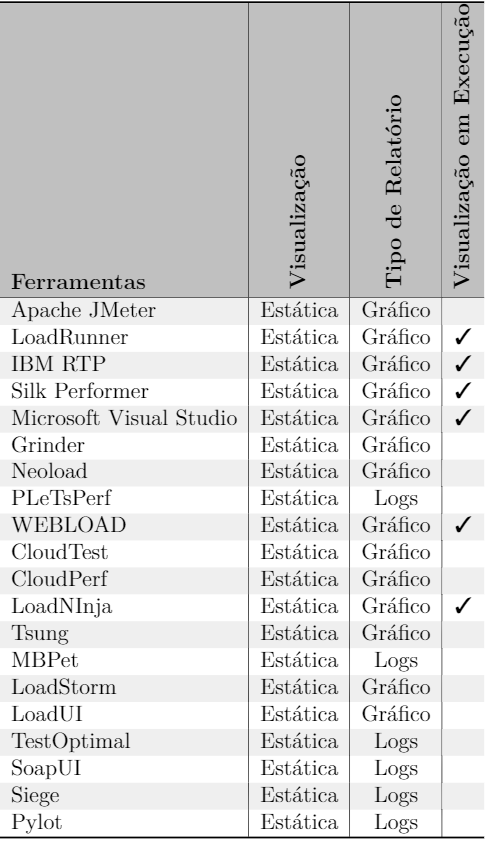 Ferramentas Visualização Tipo de Relatório Visualização em Execução
Apache JMeter Estática Gráfico
LoadRunner Estática Gráfico ✓
IBM RTP Estática Gráfico ✓
Silk Performer Estática Gráfico ✓
Microsoft Visual Studio Estática Gráfico ✓
Grinder Estática Gráfico
Neoload Estática Gráfico
PLeTsPerf Estática Logs
WEBLOAD Estática Gráfico ✓
CloudTest Estática Gráfico
CloudPerf Estática Gráfico
LoadNInja Estática Gráfico ✓
Tsung Estática Gráfico
MBPet Estática Logs
LoadStorm Estática Gráfico
LoadUI Estática Gráfico
TestOptimal Estática Logs
SoapUI Estática Logs
Siege Estática Logs
Pylot Estática Logs